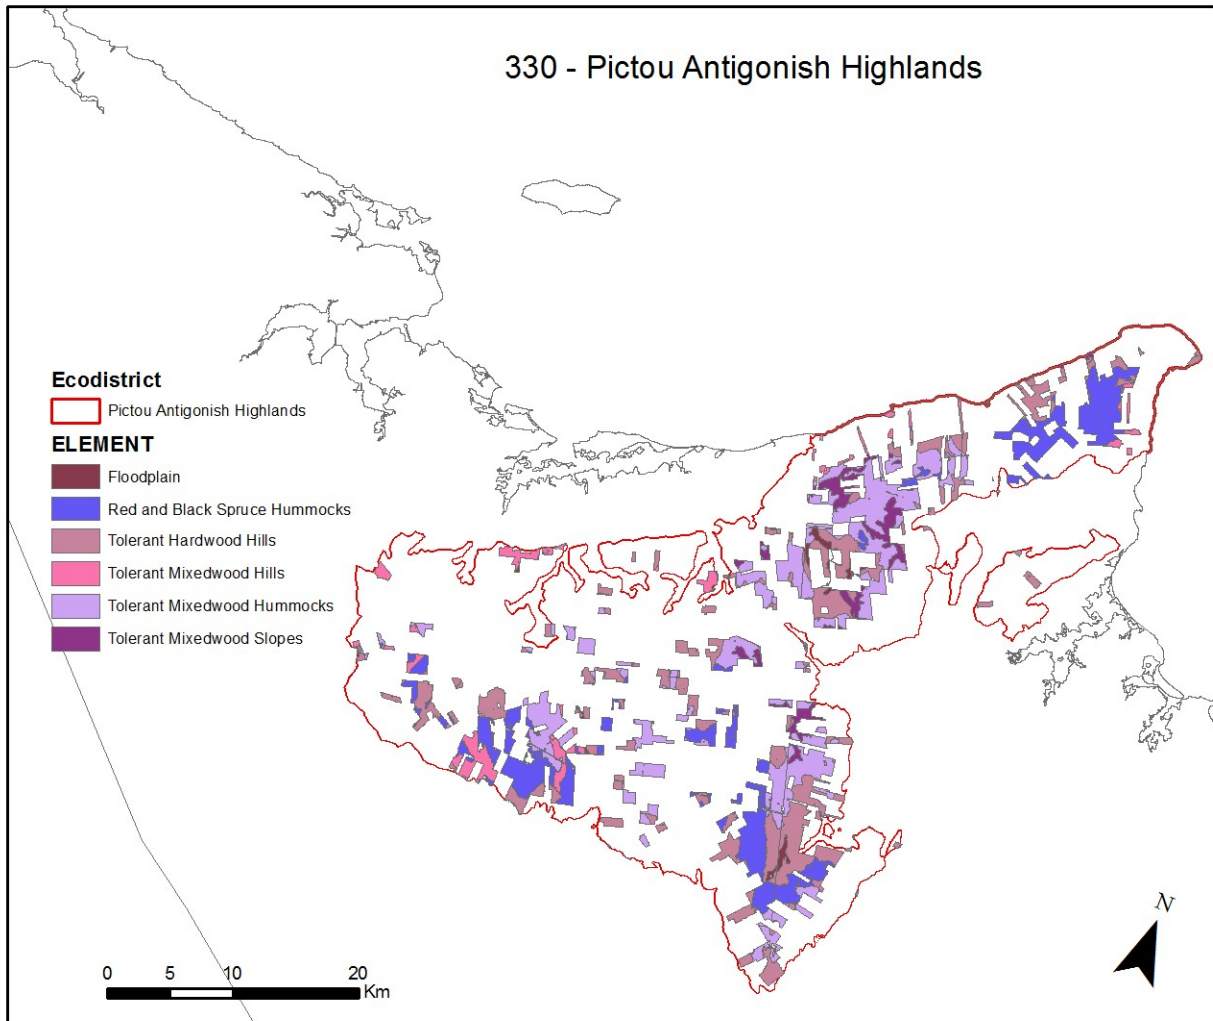 330 - Pictou Antigonish Highlands
Ecodistrict
Pictou Antigonish Highlands
ELEMENT
Floodplain
Red and Black Spruce Hummocks
Tolerant Hardwood Hills
Tolerant Mixedwood Hills
Tolerant Mixedwood Hummocks
Tolerant Mixedwood Slopes
N
0 5 10 20
Km